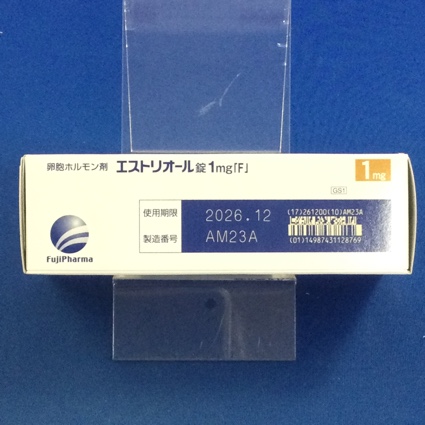 卵胞ホルモン剤 エストリオール錠1mg「F」
1mg
GS1
使用期限 2026.12
製造番号 AM23A
(17)261200(10)AM23A
(01)14987431128769
FujiPharma